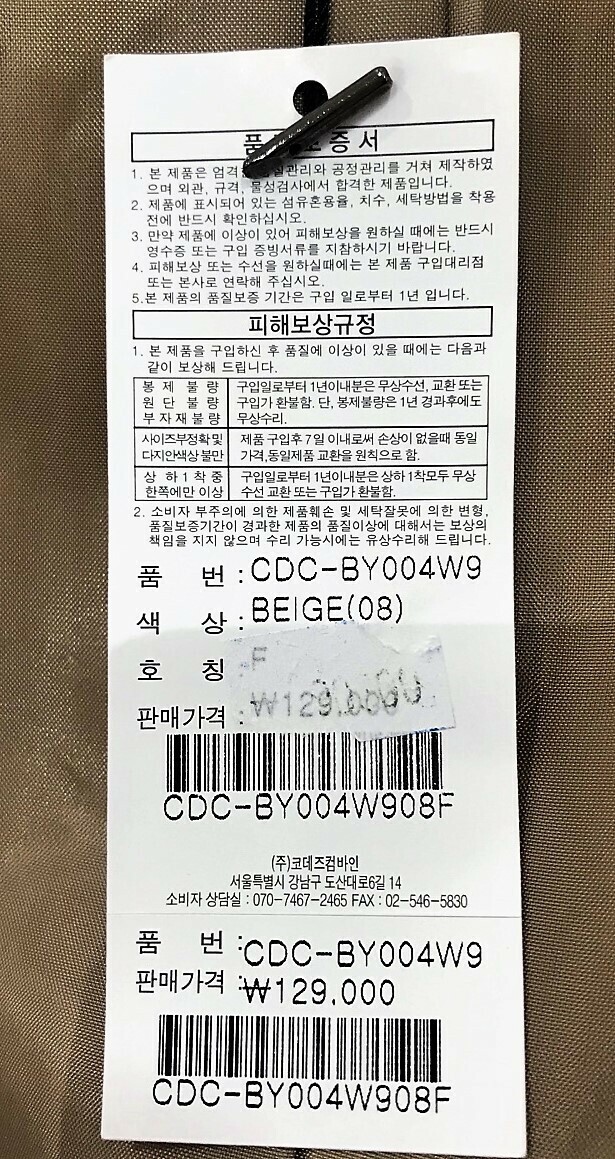 품 증 서
1. 본 제품은 엄격 품질관리와 공정관리를 거쳐 제작하였
으며 외관, 규격, 물성검사에서 합격한 제품입니다.
2. 제품에 표시되어 있는 섬유혼용율, 치수, 세탁방법을 착용
전에 반드시 확인하십시오.
3. 만약 제품에 이상이 있어 피해보상을 원하실 때에는 반드시
영수증 또는 구입 증빙서류를 지참하시기 바랍니다.
4. 피해보상 또는 수선을 원하실때에는 본 제품 구입대리점
또는 본사로 연락해 주십시오.
5.본 제품의 품질보증 기간은 구입 일로부터 1년 입니다.
피해보상규정
1. 본 제품을 구입하신 후 품질에 이상이 있을 때에는 다음과
같이 보상해 드립니다.
봉 제 불 량 구입일로부터 1년이내분은 무상수선, 교환 또는
원 단 불 량 구입가 환불함. 단, 봉제불량은 1년 경과후에도
부 자 재 불 량 무상수리.
사이즈부정확 및 제품 구입후 7일 이내로써 손상이 없을때 동일
다지안색상 불만 가격,동일제품 교환을 원칙으로 함.
상 하 1 착 중 구입일로부터 1년이내분은 상하 1착모두 무상
한쪽에만 이상 수선 교환 또는 구입가 환불함.
2. 소비자 부주의에 의한 제품훼손 및 세탁잘못에 의한 변형,
품질보증기간이 경과한 제품의 품질이상에 대해서는 보상의
책임을 지지 않으며 수리 가능시에는 유상수리해 드립니다.
품 번 : CDC-BY004W9
색 상 : BEIGE(08)
호 칭 F
판매가격 : ₩129,000
CDC-BY004W908F
(주)코데즈컴바인
서울특별시 강남구 도산대로6길 14
소비자 상담실 : 070-7467-2465 FAX : 02-546-5830
품 번 : CDC-BY004W9
판매가격 : ₩129,000
CDC-BY004W908F